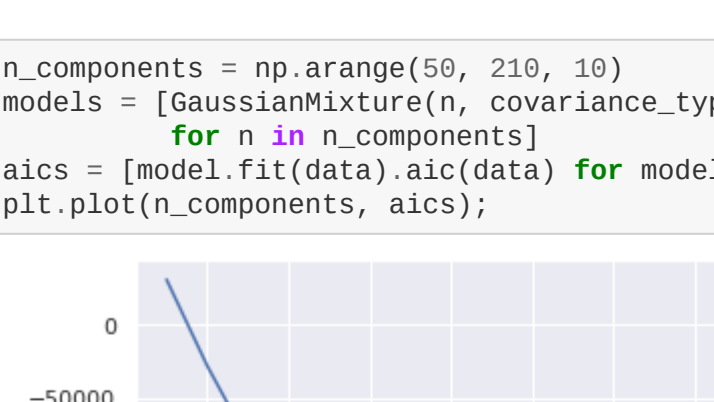 n_components = np.arange(50, 210, 10)
models = [GaussianMixture(n, covariance_typ
for n in n_components]
aics = [model.fit(data).aic(data) for model
plt.plot(n_components, aics);
0
−50000